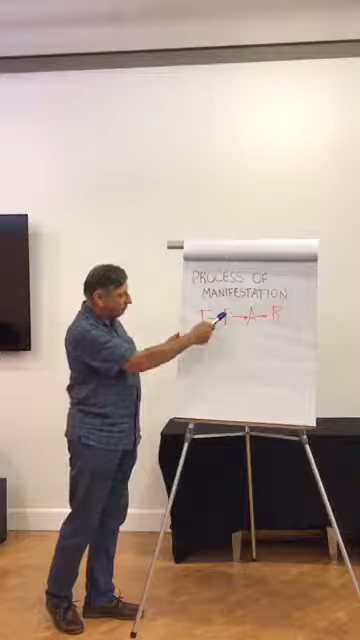 PROCESS OF
MANIFESTATION
T → F → A → R